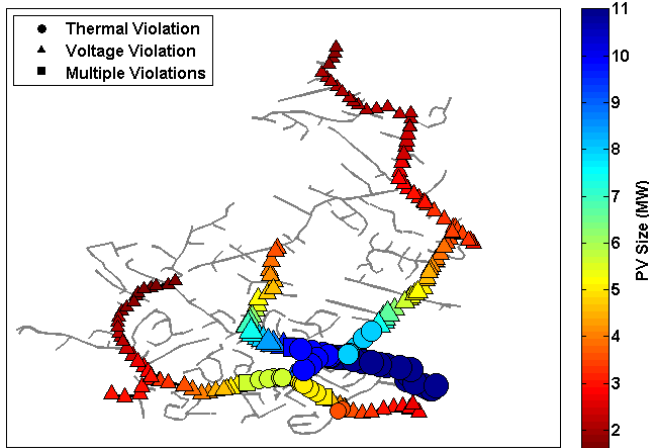 Thermal Violation
Voltage Violation
Multiple Violations
11
10
9
8
7
6
5
4
3
2
PV Size (MW)